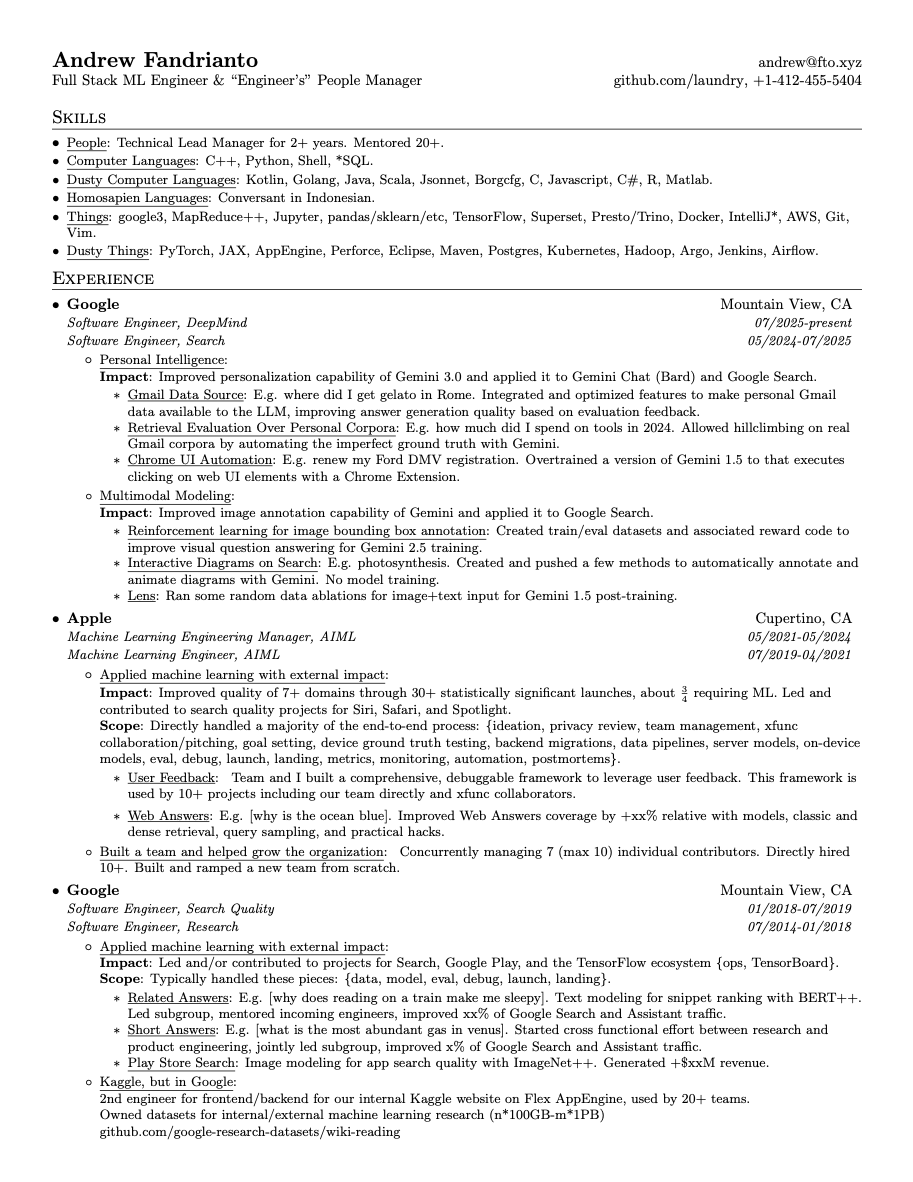 Andrew Fandrianto
andrew@fto.xyz
Full Stack ML Engineer & “Engineer’s” People Manager
github.com/laundry, +1-412-455-5404
Skills
• People: Technical Lead Manager for 2+ years. Mentored 20+.
• Computer Languages: C++, Python, Shell, *SQL.
• Dusty Computer Languages: Kotlin, Golang, Java, Scala, Jsonnet, Borgcfg, C, Javascript, C#, R, Matlab.
• Homosapien Languages: Conversant in Indonesian.
• Things: google3, MapReduce++, Jupyter, pandas/sklearn/etc, TensorFlow, Superset, Presto/Trino, Docker, IntelliJ*, AWS, Git,
Vim.
• Dusty Things: PyTorch, JAX, AppEngine, Perforce, Eclipse, Maven, Postgres, Kubernetes, Hadoop, Argo, Jenkins, Airflow.
Experience
• Google Mountain View, CA
Software Engineer, DeepMind 07/2025-present
Software Engineer, Search 05/2024-07/2025
◦ Personal Intelligence:
Impact: Improved personalization capability of Gemini 3.0 and applied it to Gemini Chat (Bard) and Google Search.
∗ Gmail Data Source: E.g. where did I get gelato in Rome. Integrated and optimized features to make personal Gmail
data available to the LLM, improving answer generation quality based on evaluation feedback.
∗ Retrieval Evaluation Over Personal Corpora: E.g. how much did I spend on tools in 2024. Allowed hillclimbing on real
Gmail corpora by automating the imperfect ground truth with Gemini.
∗ Chrome UI Automation: E.g. renew my Ford DMV registration. Overtrained a version of Gemini 1.5 to that executes
clicking on web UI elements with a Chrome Extension.
◦ Multimodal Modeling:
Impact: Improved image annotation capability of Gemini and applied it to Google Search.
∗ Reinforcement learning for image bounding box annotation: Created train/eval datasets and associated reward code to
improve visual question answering for Gemini 2.5 training.
∗ Interactive Diagrams on Search: E.g. photosynthesis. Created and pushed a few methods to automatically annotate and
animate diagrams with Gemini. No model training.
∗ Lens: Ran some random data ablations for image+text input for Gemini 1.5 post-training.
• Apple Cupertino, CA
Machine Learning Engineering Manager, AIML 05/2021-05/2024
Machine Learning Engineer, AIML 07/2019-04/2021
◦ Applied machine learning with external impact:
Impact: Improved quality of 7+ domains through 30+ statistically significant launches, about 3/4 requiring ML. Led and
contributed to search quality projects for Siri, Safari, and Spotlight.
Scope: Directly handled a majority of the end-to-end process: {ideation, privacy review, team management, xfunc
collaboration/pitching, goal setting, device ground truth testing, backend migrations, data pipelines, server models, on-device
models, eval, debug, launch, landing, metrics, monitoring, automation, postmortems}.
∗ User Feedback: Team and I built a comprehensive, debuggable framework to leverage user feedback. This framework is
used by 10+ projects including our team directly and xfunc collaborators.
∗ Web Answers: E.g. [why is the ocean blue]. Improved Web Answers coverage by +xx% relative with models, classic and
dense retrieval, query sampling, and practical hacks.
◦ Built a team and helped grow the organization: Concurrently managing 7 (max 10) individual contributors. Directly hired
10+. Built and ramped a new team from scratch.
• Google Mountain View, CA
Software Engineer, Search Quality 01/2018-07/2019
Software Engineer, Research 07/2014-01/2018
◦ Applied machine learning with external impact:
Impact: Led and/or contributed to projects for Search, Google Play, and the TensorFlow ecosystem {ops, TensorBoard}.
Scope: Typically handled these pieces: {data, model, eval, debug, launch, landing}.
∗ Related Answers: E.g. [why does reading on a train make me sleepy]. Text modeling for snippet ranking with BERT++.
Led subgroup, mentored incoming engineers, improved xx% of Google Search and Assistant traffic.
∗ Short Answers: E.g. [what is the most abundant gas in venus]. Started cross functional effort between research and
product engineering, jointly led subgroup, improved x% of Google Search and Assistant traffic.
∗ Play Store Search: Image modeling for app search quality with ImageNet++. Generated +$xxM revenue.
◦ Kaggle, but in Google:
2nd engineer for frontend/backend for our internal Kaggle website on Flex AppEngine, used by 20+ teams.
Owned datasets for internal/external machine learning research (n*100GB-m*1PB)
github.com/google-research-datasets/wiki-reading